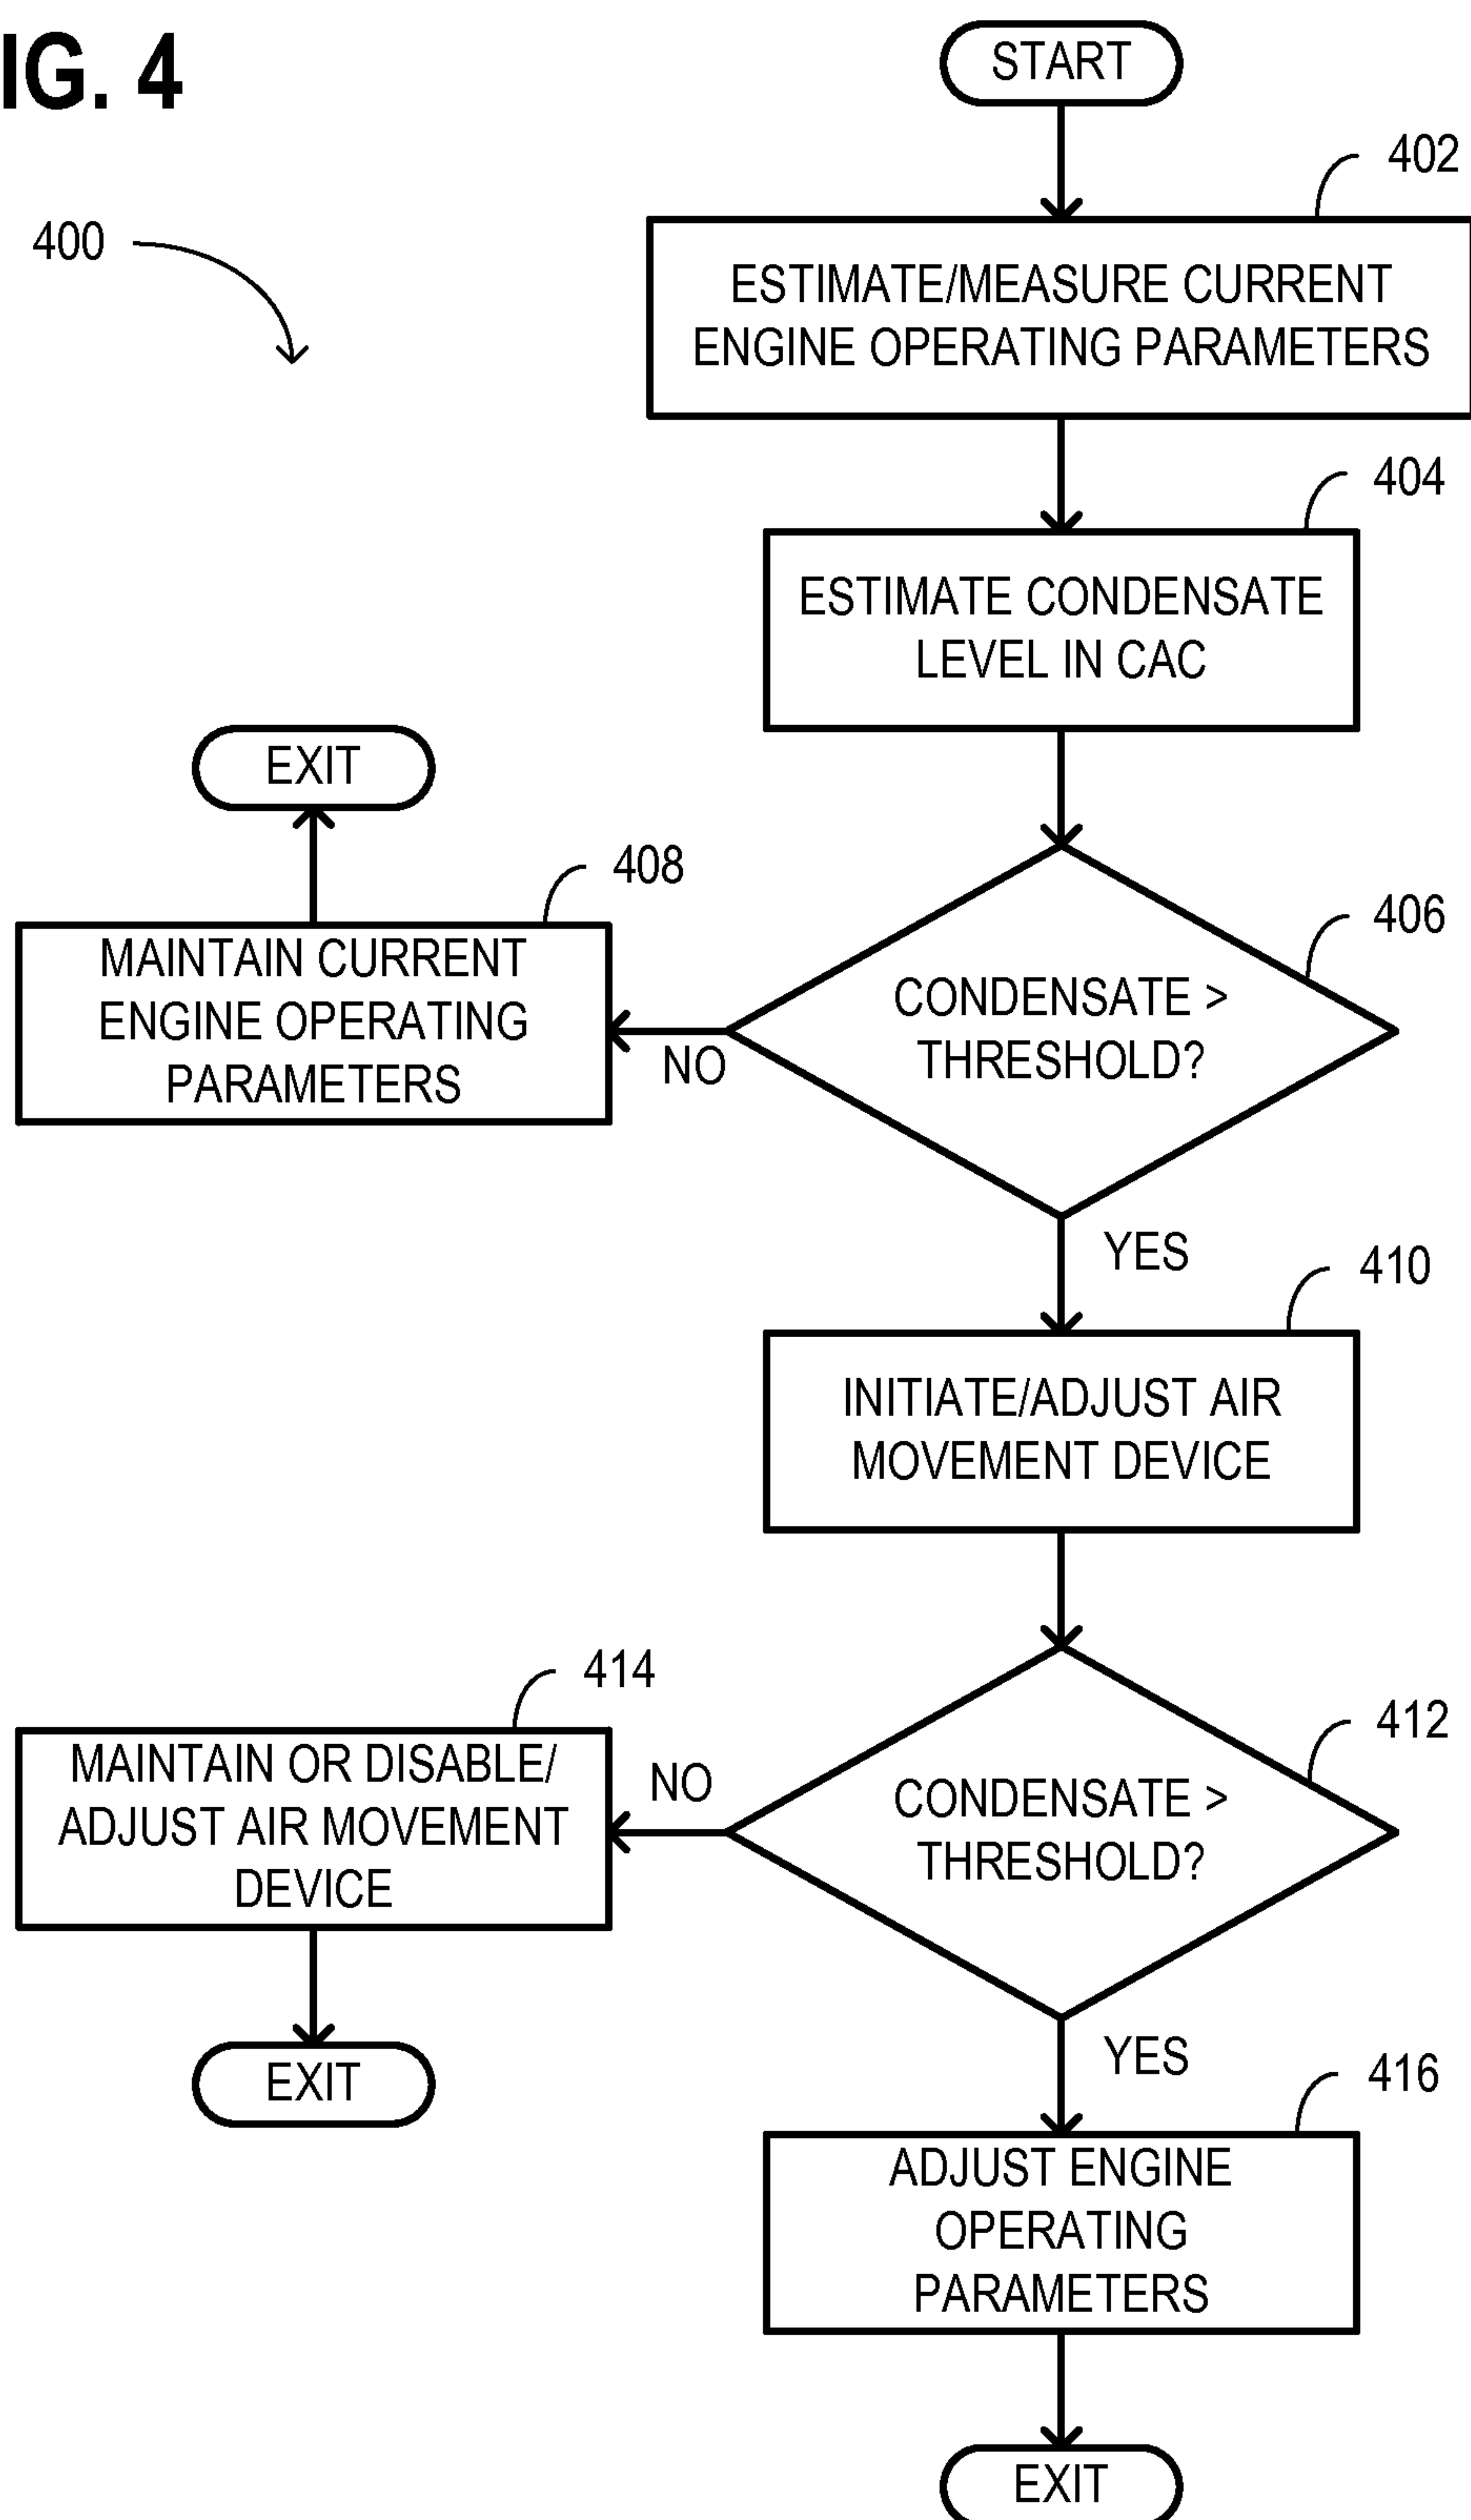 IG. 4
START
400
402
ESTIMATE/MEASURE CURRENT
ENGINE OPERATING PARAMETERS
404
ESTIMATE CONDENSATE
LEVEL IN CAC
EXIT
408
MAINTAIN CURRENT
ENGINE OPERATING
PARAMETERS
406
CONDENSATE >
THRESHOLD?
NO
YES
410
INITIATE/ADJUST AIR
MOVEMENT DEVICE
414
MAINTAIN OR DISABLE/
ADJUST AIR MOVEMENT
DEVICE
412
CONDENSATE >
THRESHOLD?
NO
EXIT
YES
416
ADJUST ENGINE
OPERATING
PARAMETERS
EXIT